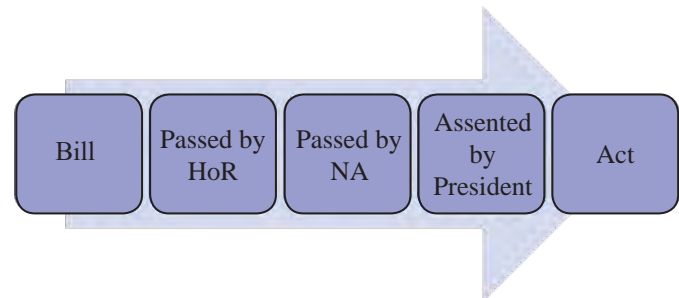 Bill
Passed by
HoR
Passed by
NA
Assented
by
President
Act